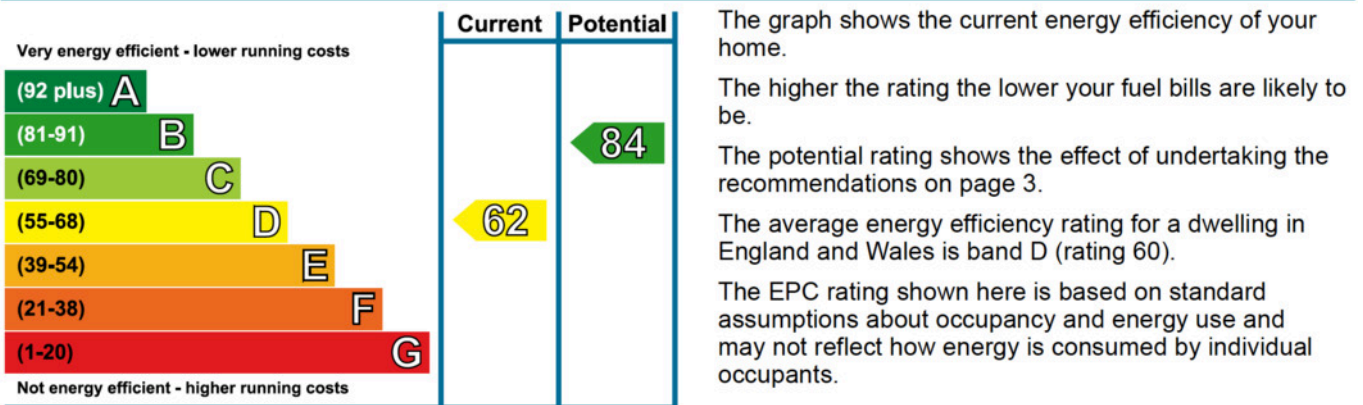 Current Potential
Very energy efficient - lower running costs
(92 plus) A
(81-91) B
(69-80) C
(55-68) D
(39-54) E
(21-38) F
(1-20) G
Not energy efficient - higher running costs
62
84
The graph shows the current energy efficiency of your
home.
The higher the rating the lower your fuel bills are likely to
be.
The potential rating shows the effect of undertaking the
recommendations on page 3.
The average energy efficiency rating for a dwelling in
England and Wales is band D (rating 60).
The EPC rating shown here is based on standard
assumptions about occupancy and energy use and
may not reflect how energy is consumed by individual
occupants.